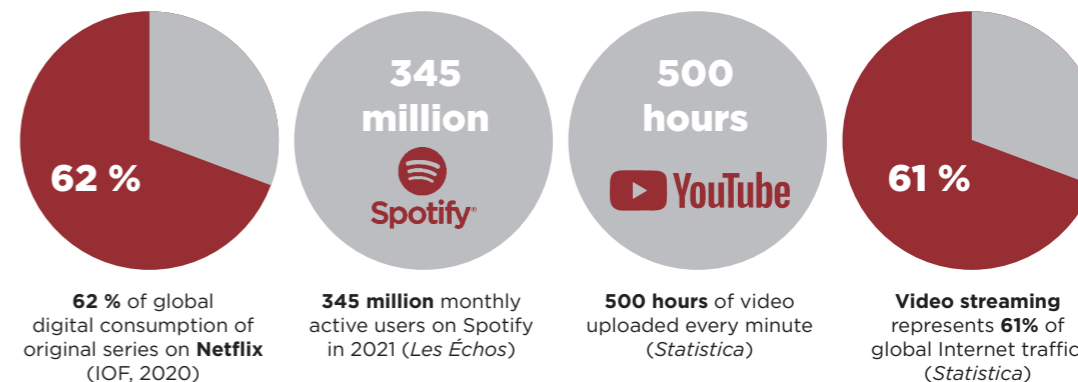 62 %
345
million
Spotify®
500
hours
YouTube
61 %
62 % of global
digital consumption of
original series on Netflix
(IOF, 2020)
345 million monthly
active users on Spotify
in 2021 (Les Échos)
500 hours of video
uploaded every minute
(Statistica)
Video streaming
represents 61% of
global Internet traffic
(Statistica)